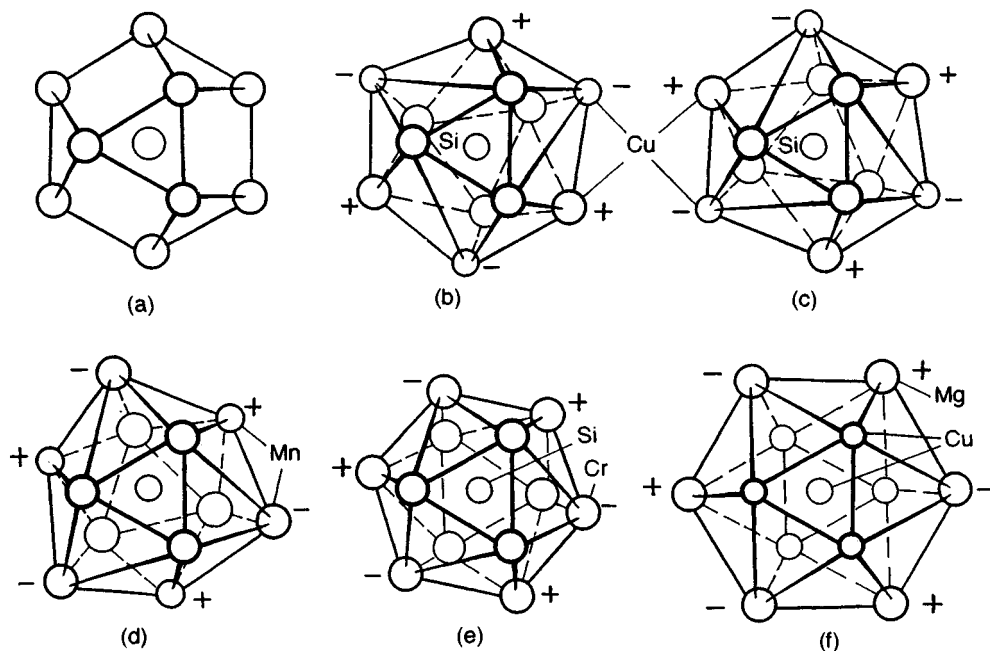 +
−
−
Si
+
+
−
(b)
Cu
−
+
+
Si
−
−
+
(c)
(a)
−
+
+
Mn
−
−
+
(d)
−
+
Si
+
Cr
−
−
+
(e)
−
+
Mg
Cu
+
−
−
+
(f)